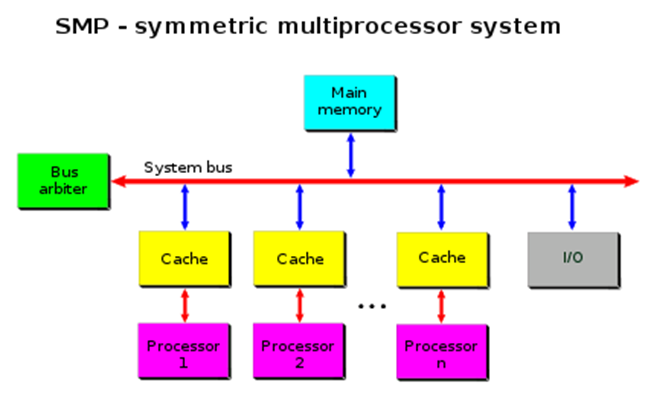 SMP - symmetric multiprocessor system
Main
memory
Bus
arbiter
System bus
Cache
Cache
Cache
I/O
...
Processor
1
Processor
2
Processor
n